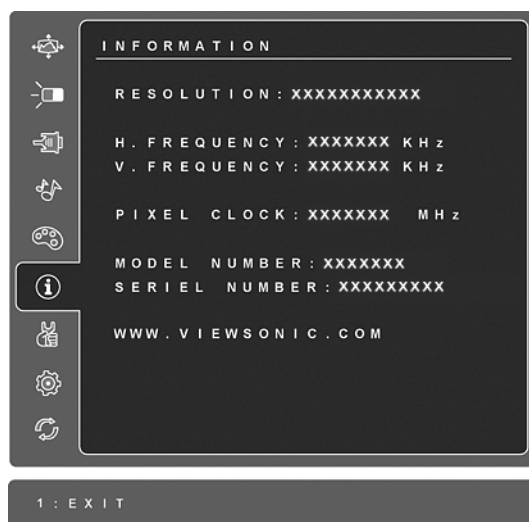 INFORMATION
RESOLUTION: XXXXXXXXXXX
H. FREQUENCY: XXXXXXX KHz
V. FREQUENCY: XXXXXXX KHz
PIXEL CLOCK: XXXXXXX MHz
MODEL NUMBER: XXXXXXX
SERIEL NUMBER: XXXXXXXXX
WWW.VIEWSONIC.COM
1:EXIT